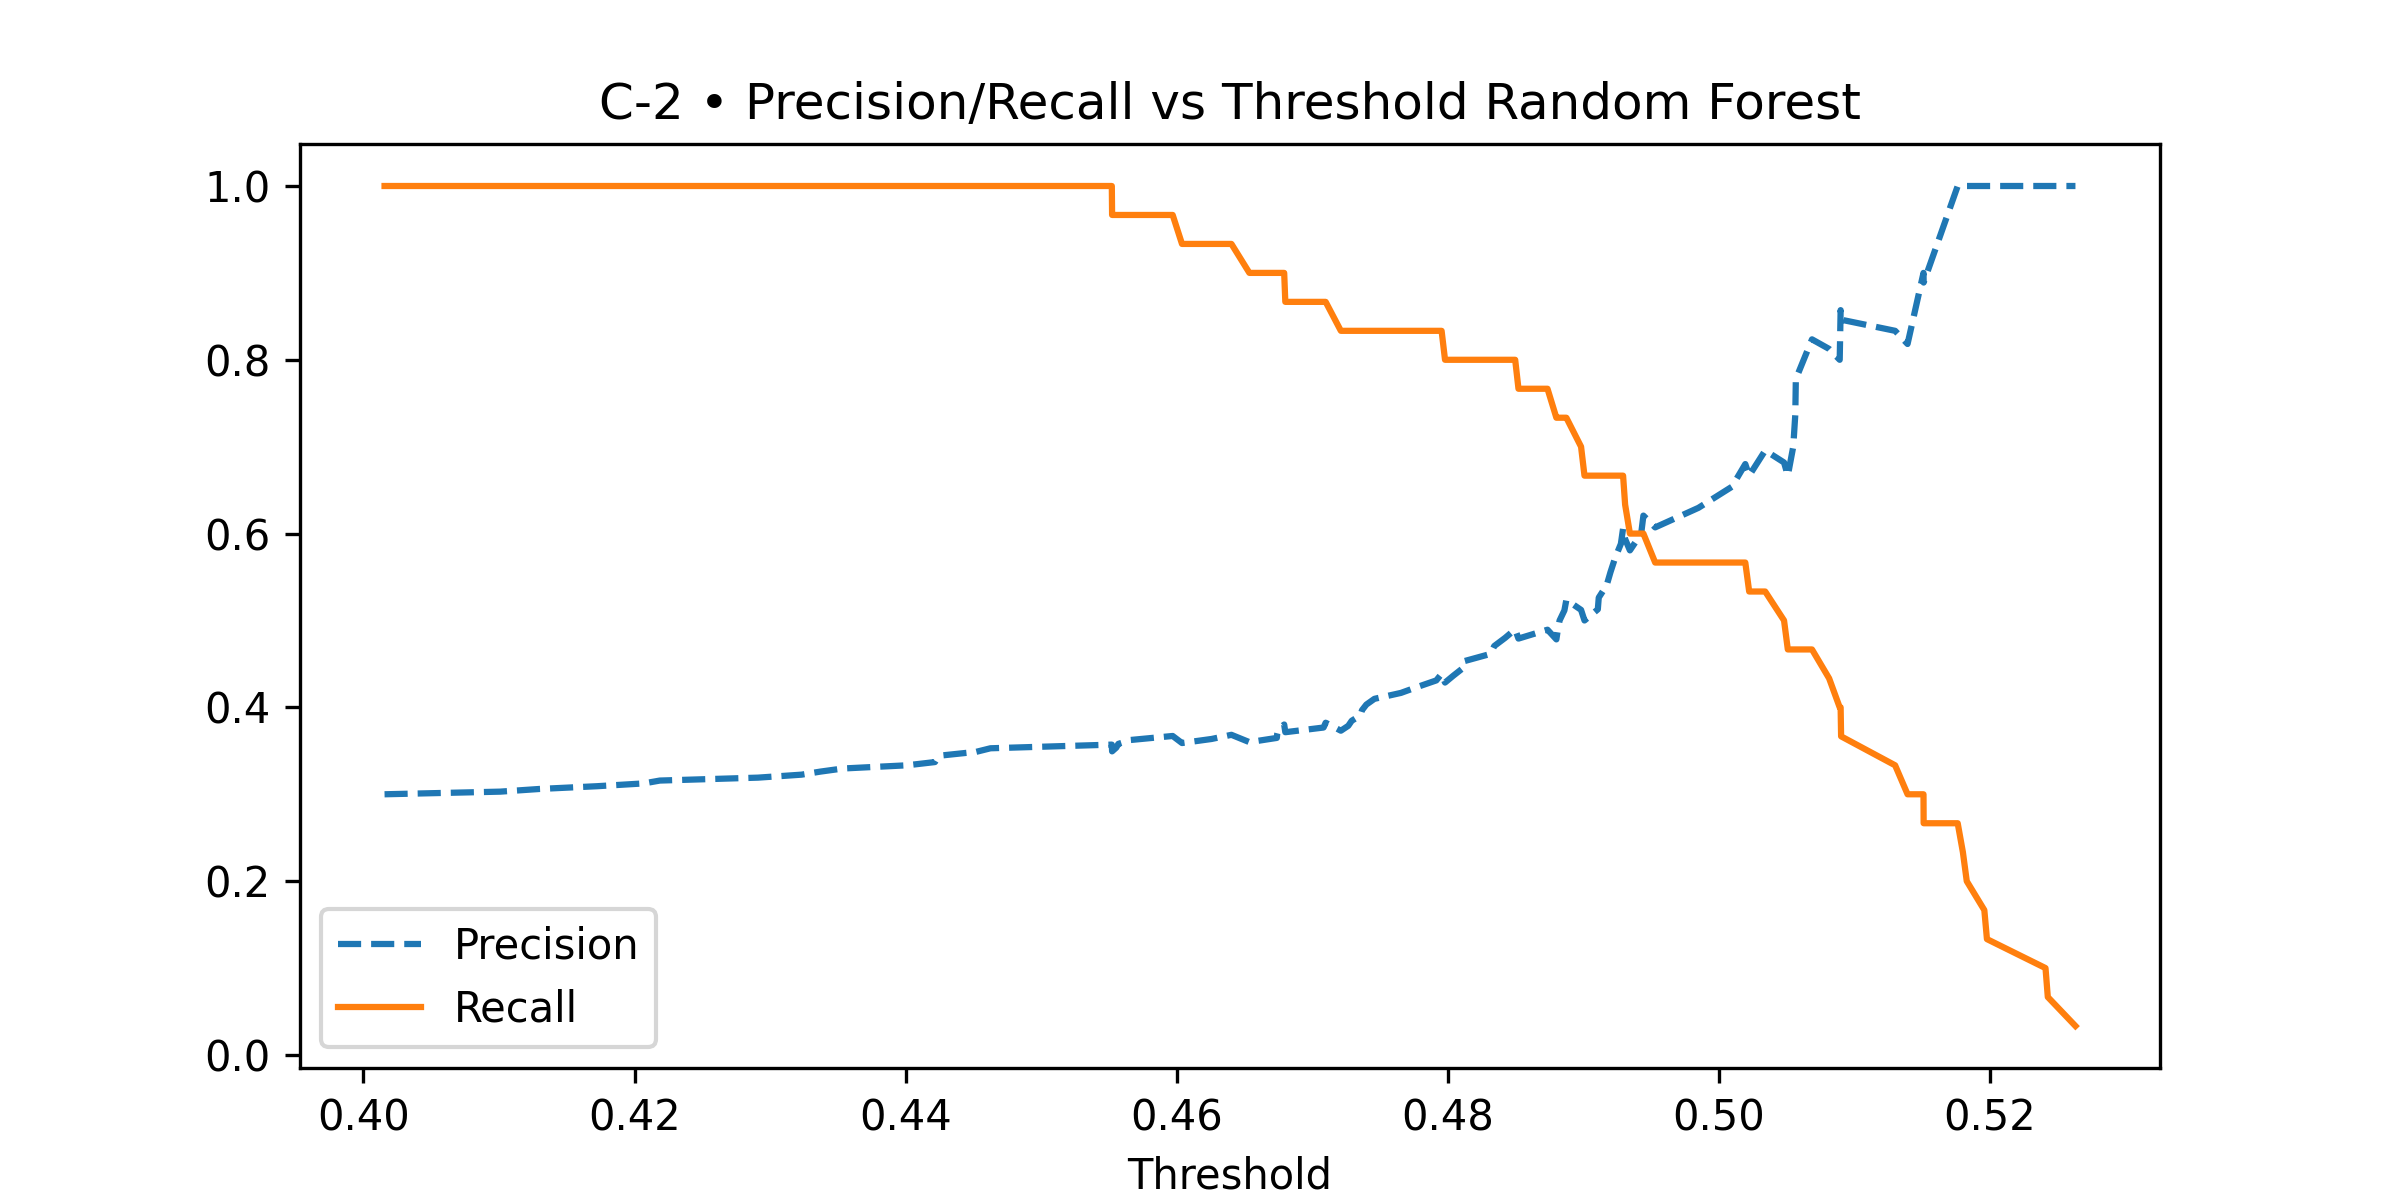 C-2 • Precision/Recall vs Threshold Random Forest
1.0
0.8
0.6
0.4
0.2
0.0
Precision
Recall
0.40 0.42 0.44 0.46 0.48 0.50 0.52
Threshold